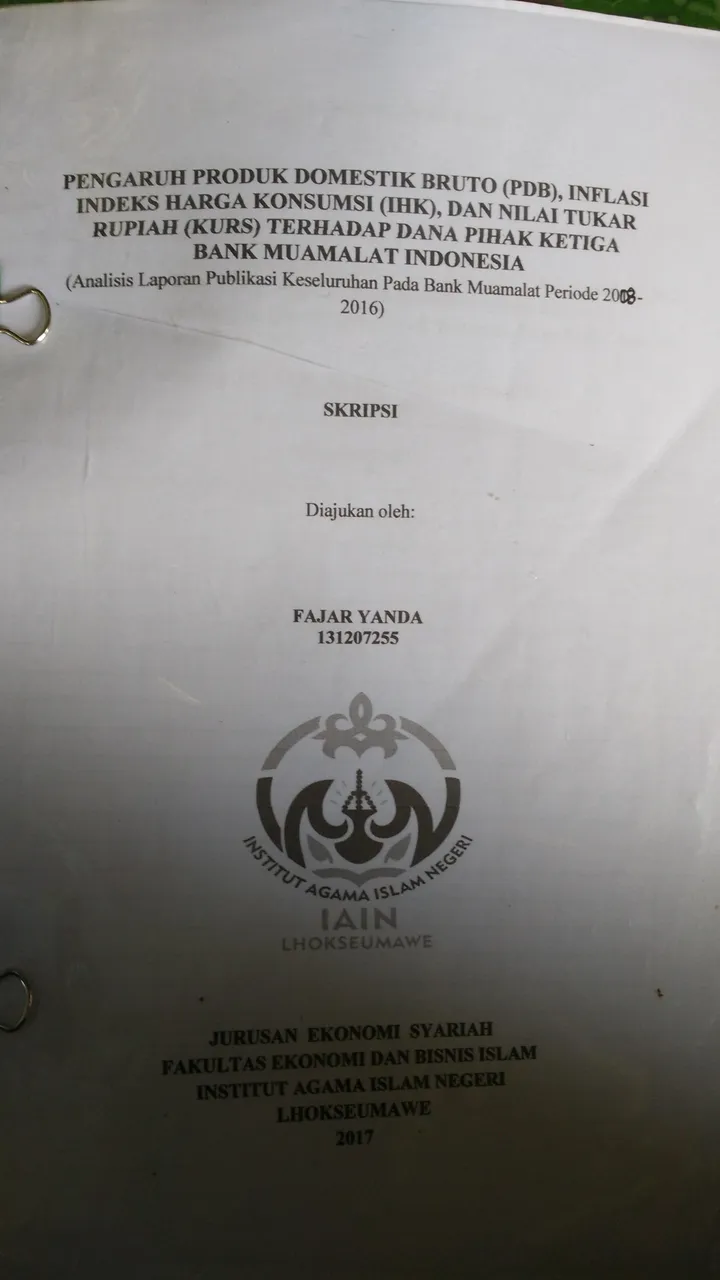 PENGARUH PRODUK DOMESTIK BRUTO (PDB), INFLASI
INDEKS HARGA KONSUMSI (IHK), DAN NILAI TUKAR
RUPIAH (KURS) TERHADAP DANA PIHAK KETIGA
BANK MUAMALAT INDONESIA
(Analisis Laporan Publikasi Keseluruhan Pada Bank Muamalat Periode 2008-
2016)
SKRIPSI
Diajukan oleh:
FAJAR YANDA
131207255
INSTITUT AGAMA ISLAM NEGERI
IAIN
LHOKSEUMAWE
JURUSAN EKONOMI SYARIAH
FAKULTAS EKONOMI DAN BISNIS ISLAM
INSTITUT AGAMA ISLAM NEGERI
LHOKSEUMAWE
2017